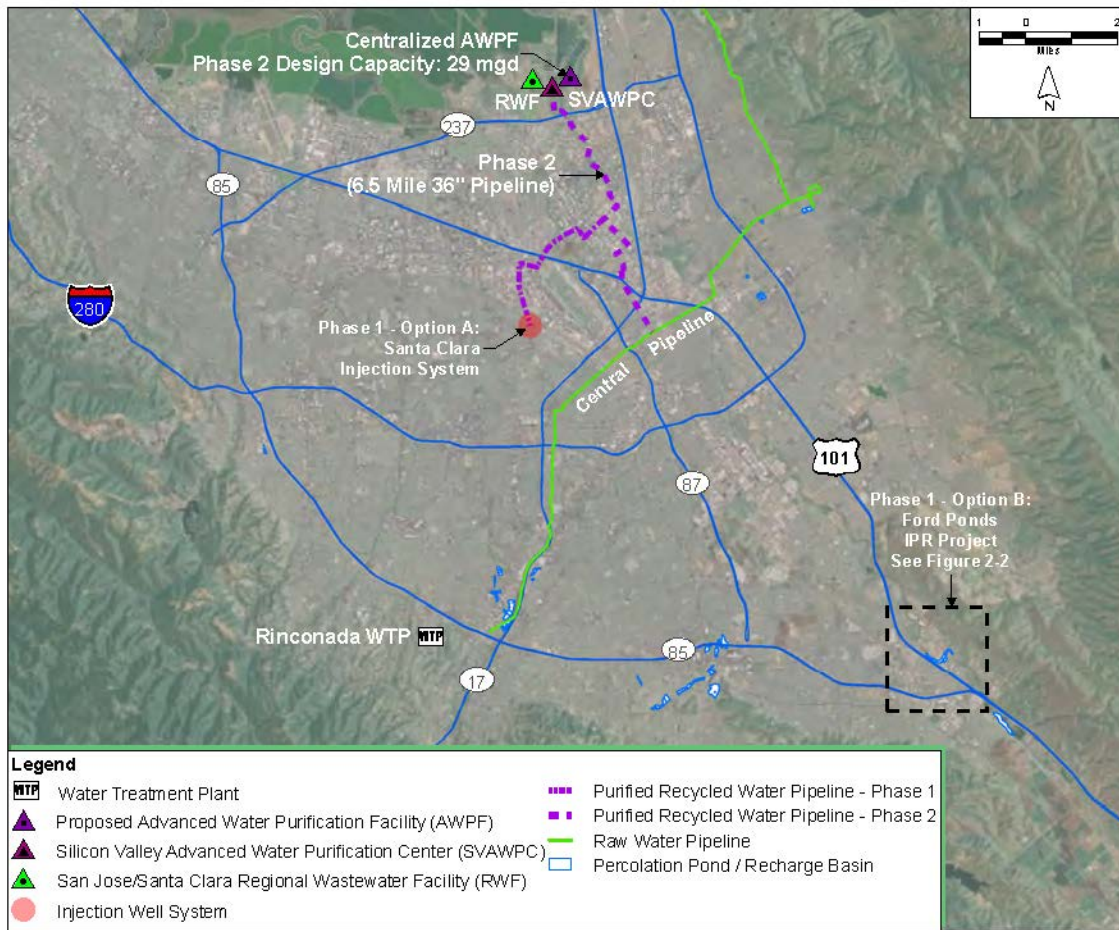 1 0 2
Miles
N
Centralized AWPF
Phase 2 Design Capacity: 29 mgd
RWF
SVAWPC
237
Phase 2
(6.5 Mile 36" Pipeline)
85
280
Phase 1 - Option A:
Santa Clara
Injection System
Central Pipeline
101
87
Phase 1 - Option B:
Ford Ponds
IPR Project
See Figure 2-2
Rinconada WTP
WTP
85
17
Legend
WTP Water Treatment Plant
Proposed Advanced Water Purification Facility (AWPF)
Silicon Valley Advanced Water Purification Center (SVAWPC)
San Jose/Santa Clara Regional Wastewater Facility (RWF)
Injection Well System
Purified Recycled Water Pipeline - Phase 1
Purified Recycled Water Pipeline - Phase 2
Raw Water Pipeline
Percolation Pond / Recharge Basin